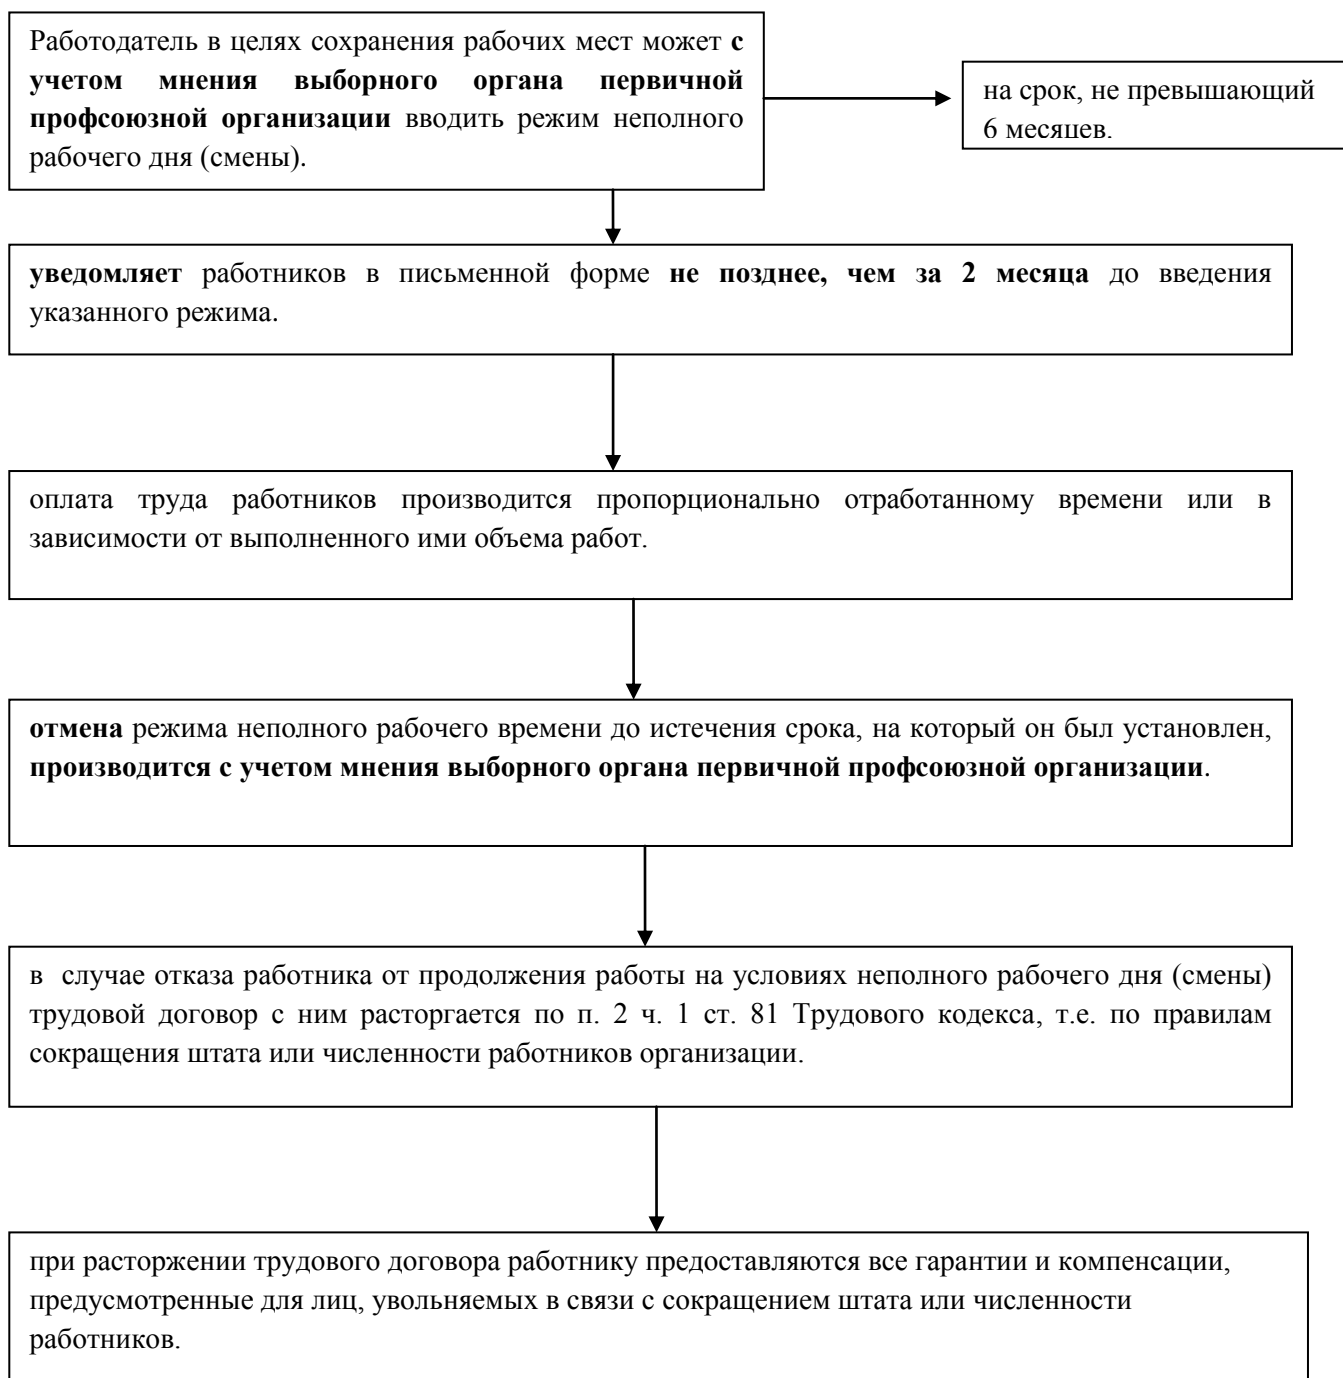 Работодатель в целях сохранения рабочих мест может с
учетом мнения выборного органа первичной
профсоюзной организации вводить режим неполного
рабочего дня (смены).
на срок, не превышающий
6 месяцев.
уведомляет работников в письменной форме не позднее, чем за 2 месяца до введения
указанного режима.
оплата труда работников производится пропорционально отработанному времени или в
зависимости от выполненного ими объема работ.
отмена режима неполного рабочего времени до истечения срока, на который он был установлен,
производится с учетом мнения выборного органа первичной профсоюзной организации.
в случае отказа работника от продолжения работы на условиях неполного рабочего дня (смены)
трудовой договор с ним расторгается по п. 2 ч. 1 ст. 81 Трудового кодекса, т.е. по правилам
сокращения штата или численности работников организации.
при расторжении трудового договора работнику предоставляются все гарантии и компенсации,
предусмотренные для лиц, увольняемых в связи с сокращением штата или численности
работников.